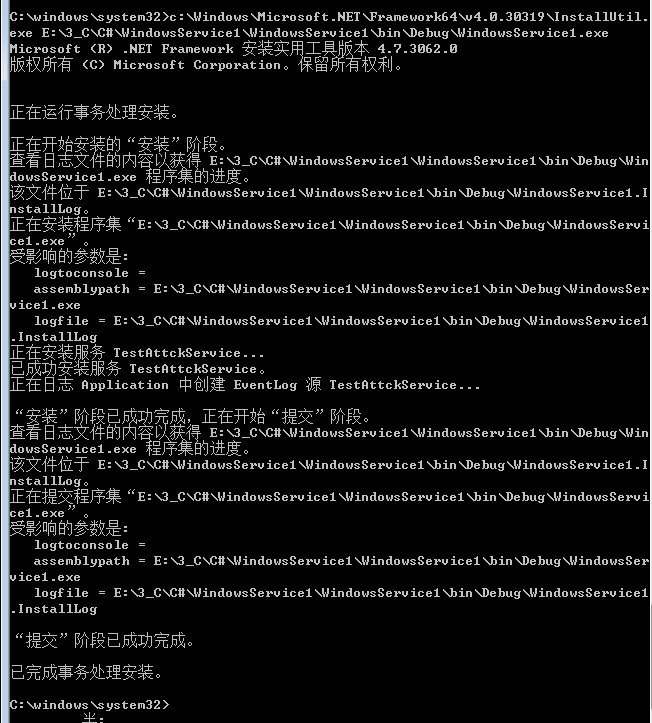 C:\windows\system32>c:\Windows\Microsoft.NET\Framework64\v4.0.30319\InstallUtil.
exe E:\3_C\C#\WindowsService1\WindowsService1\bin\Debug\WindowsService1.exe
Microsoft (R) .NET Framework 安装实用工具版本 4.7.3062.0
版权所有 (C) Microsoft Corporation。保留所有权利。
正在运行事务处理安装。
正在开始安装的“安装”阶段。
查看日志文件的内容以获得 E:\3_C\C#\WindowsService1\WindowsService1\bin\Debug\Win
dowsService1.exe 程序集的进度。
该文件位于 E:\3_C\C#\WindowsService1\WindowsService1\bin\Debug\WindowsService1.I
nstallLog。
正在安装程序集“E:\3_C\C#\WindowsService1\WindowsService1\bin\Debug\WindowsServi
ce1.exe”。
受影响的参数是:
logtoconsole =
assemblypath = E:\3_C\C#\WindowsService1\WindowsService1\bin\Debug\WindowsSer
vice1.exe
logfile = E:\3_C\C#\WindowsService1\WindowsService1\bin\Debug\WindowsService1
.InstallLog
正在安装服务 TestAttckService...
已成功安装服务 TestAttckService。
正在日志 Application 中创建 EventLog 源 TestAttckService...
“安装”阶段已成功完成，正在开始“提交”阶段。
查看日志文件的内容以获得 E:\3_C\C#\WindowsService1\WindowsService1\bin\Debug\Win
dowsService1.exe 程序集的进度。
该文件位于 E:\3_C\C#\WindowsService1\WindowsService1\bin\Debug\WindowsService1.I
nstallLog。
正在提交程序集“E:\3_C\C#\WindowsService1\WindowsService1\bin\Debug\WindowsServi
ce1.exe”。
受影响的参数是:
logtoconsole =
assemblypath = E:\3_C\C#\WindowsService1\WindowsService1\bin\Debug\WindowsSer
vice1.exe
logfile = E:\3_C\C#\WindowsService1\WindowsService1\bin\Debug\WindowsService1
.InstallLog
“提交”阶段已成功完成。
已完成事务处理安装。
C:\windows\system32>
半: